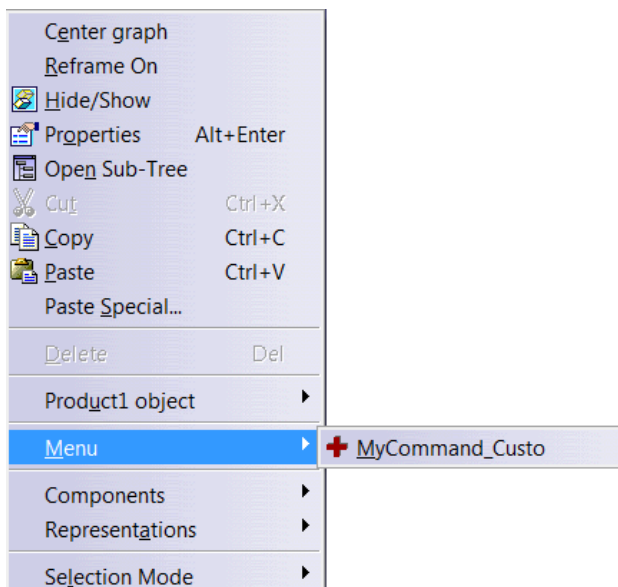 Center graph
Reframe On
Hide/Show
Properties Alt+Enter
Open Sub-Tree
Cut Ctrl+X
Copy Ctrl+C
Paste Ctrl+V
Paste Special...
Delete Del
Product1 object
Menu MyCommand_Custo
Components
Representations
Selection Mode